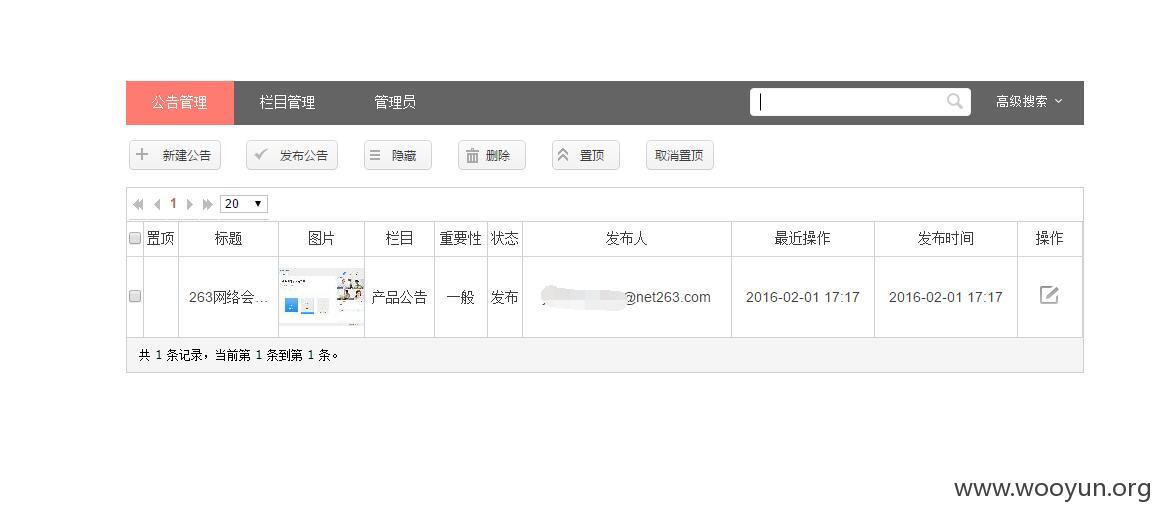 公告管理 栏目管理 管理员 高级搜索
新建公告 发布公告 隐藏 删除 置顶 取消置顶
1 20
置顶 标题 图片 栏目 重要性 状态 发布人 最近操作 发布时间 操作
263网络会... 产品公告 一般 发布 @net263.com 2016-02-01 17:17 2016-02-01 17:17
共 1 条记录，当前第 1 条到第 1 条。
www.wooyun.org